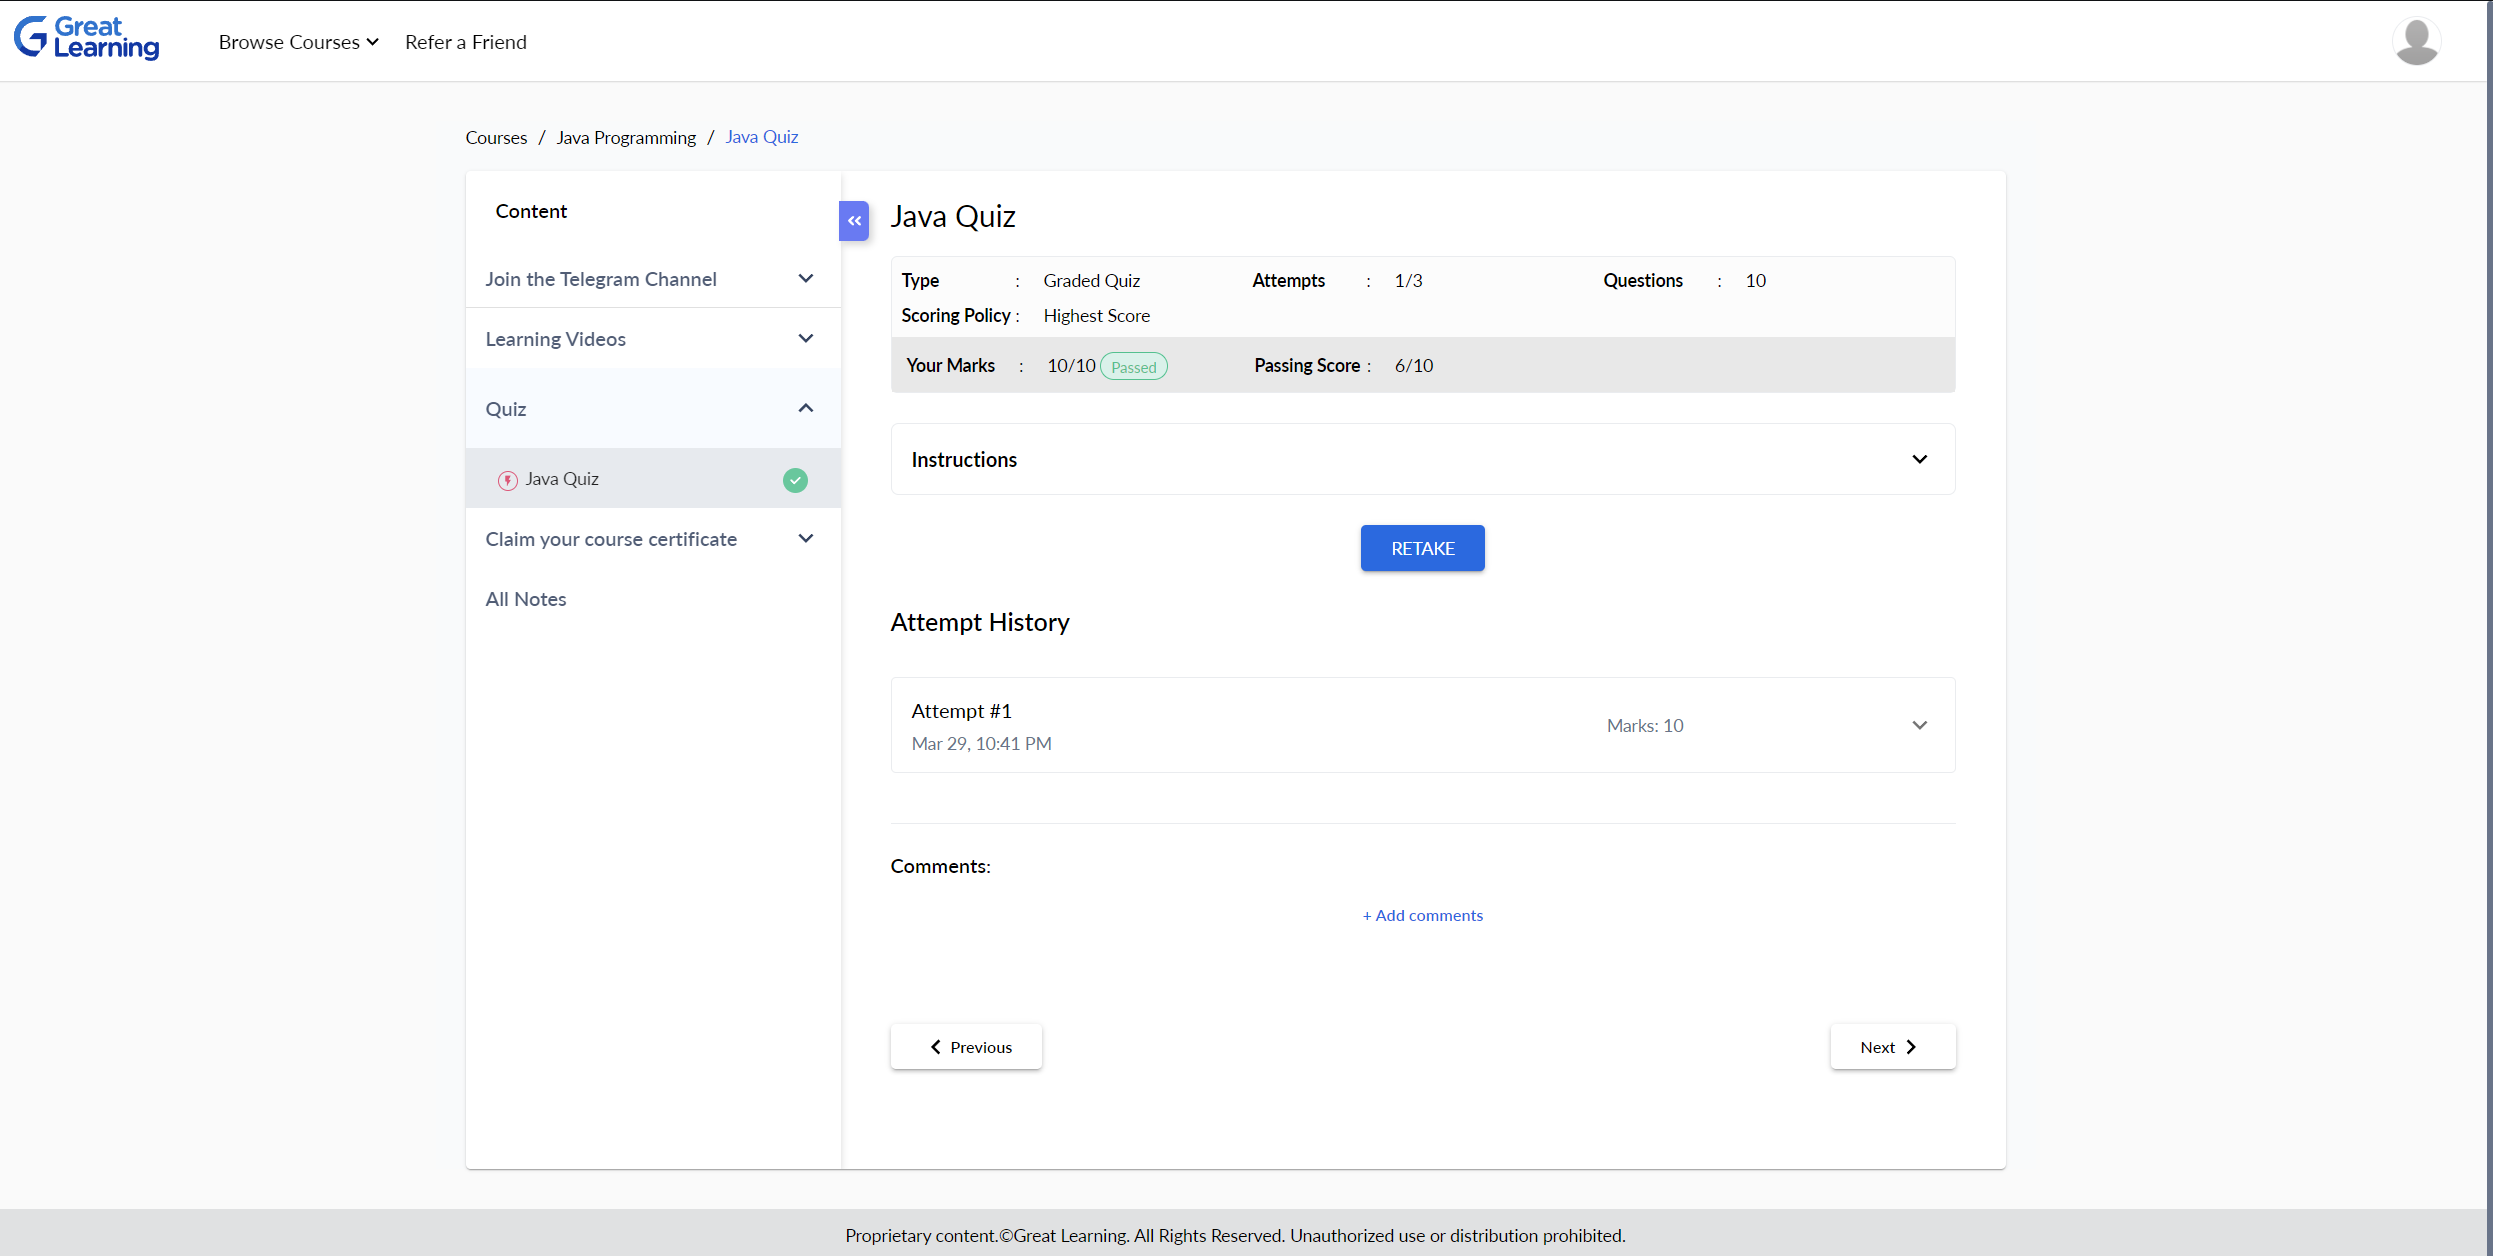 Great
Learning
Browse Courses
Refer a Friend
Courses / Java Programming / Java Quiz
Content
Join the Telegram Channel
Learning Videos
Quiz
Java Quiz
Claim your course certificate
All Notes
Java Quiz
Type : Graded Quiz Attempts : 1/3 Questions : 10
Scoring Policy : Highest Score
Your Marks : 10/10 Passed Passing Score : 6/10
Instructions
RETAKE
Attempt History
Attempt #1
Mar 29, 10:41 PM
Marks: 10
Comments:
+ Add comments
Previous
Next
Proprietary content.©Great Learning. All Rights Reserved. Unauthorized use or distribution prohibited.